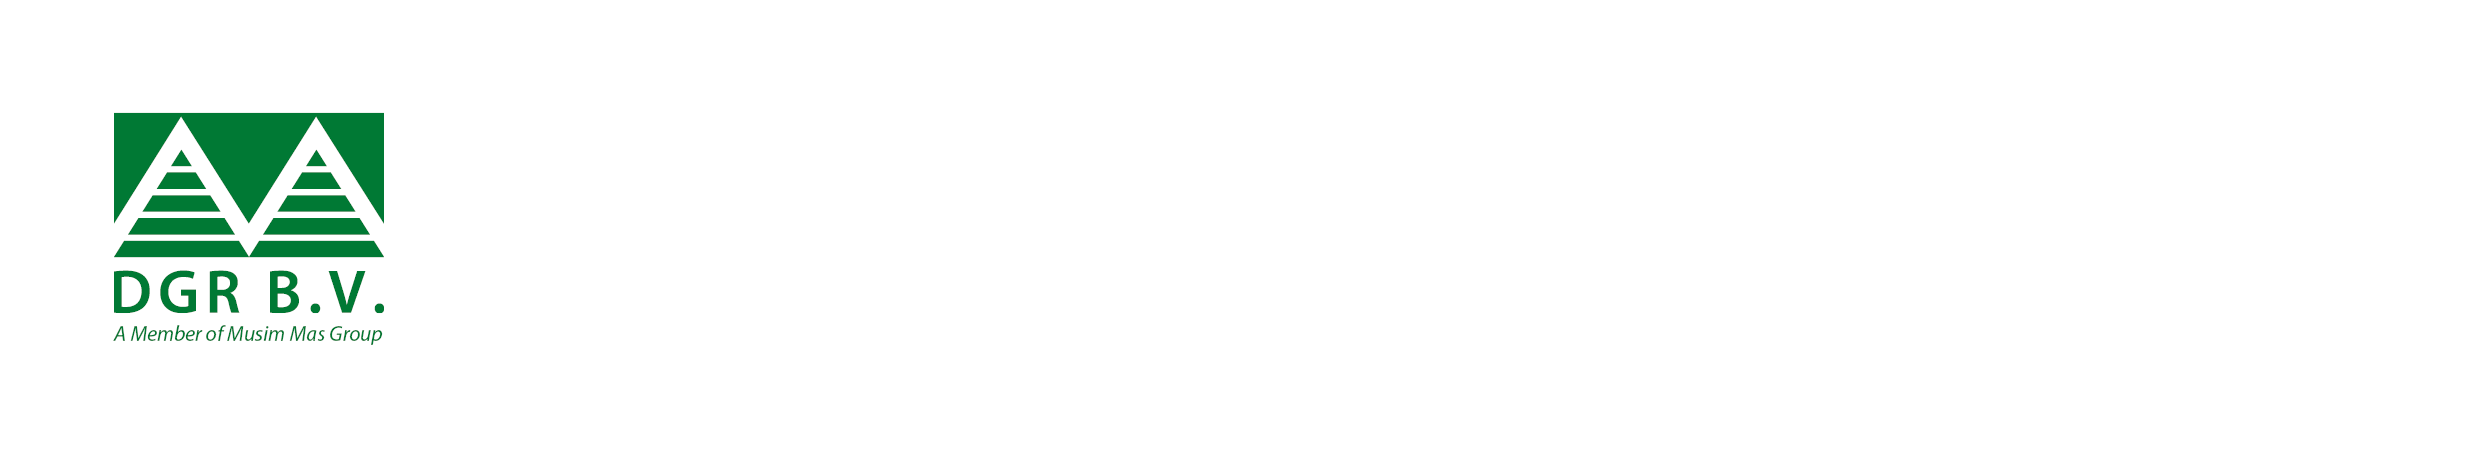 DGR B.V.
A Member of Musim Mas Group